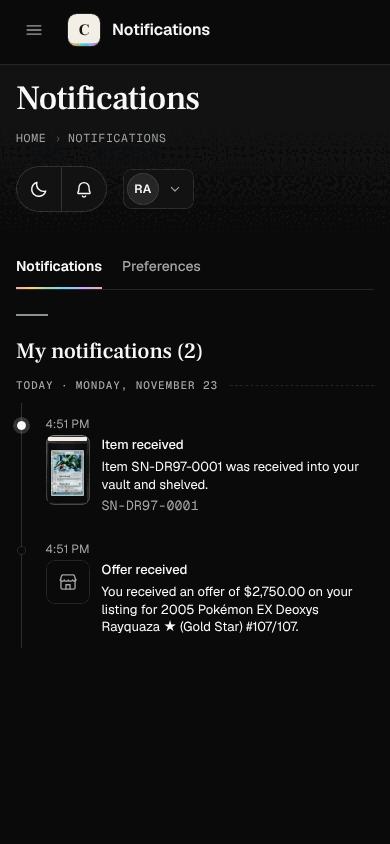 C Notifications
Notifications
HOME › NOTIFICATIONS
RA
Notifications Preferences
My notifications (2)
TODAY · MONDAY, NOVEMBER 23
4:51 PM
Item received
Item SN-DR97-0001 was received into your
vault and shelved.
SN-DR97-0001
4:51 PM
Offer received
You received an offer of $2,750.00 on your
listing for 2005 Pokémon EX Deoxys
Rayquaza ★ (Gold Star) #107/107.